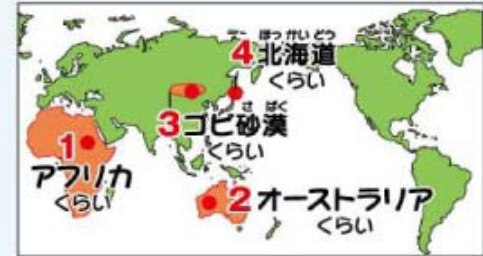 4 北海道
ほっかいどう
くらい
3 ゴビ砂漠
さばく
くらい
1
アフリカ
くらい
2 オーストラリア
くらい